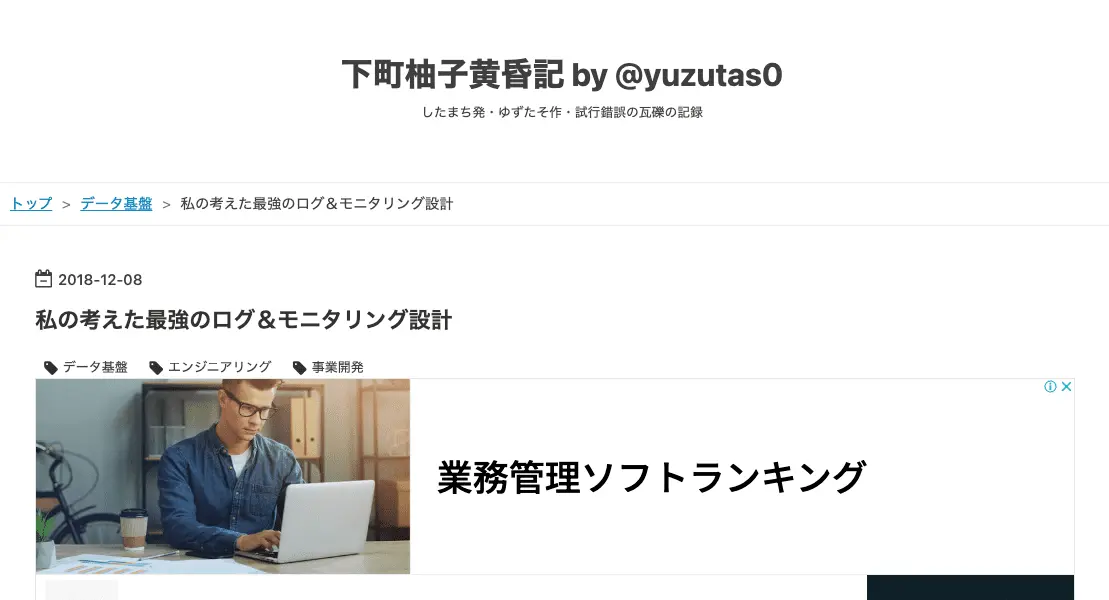 下町柚子黄昏記 by @yuzutas0
したまち発・ゆずたそ作・試行錯誤の瓦礫の記録
トップ > データ基盤 > 私の考えた最強のログ＆モニタリング設計
2018-12-08
私の考えた最強のログ＆モニタリング設計
データ基盤 エンジニアリング 事業開発
業務管理ソフトランキング